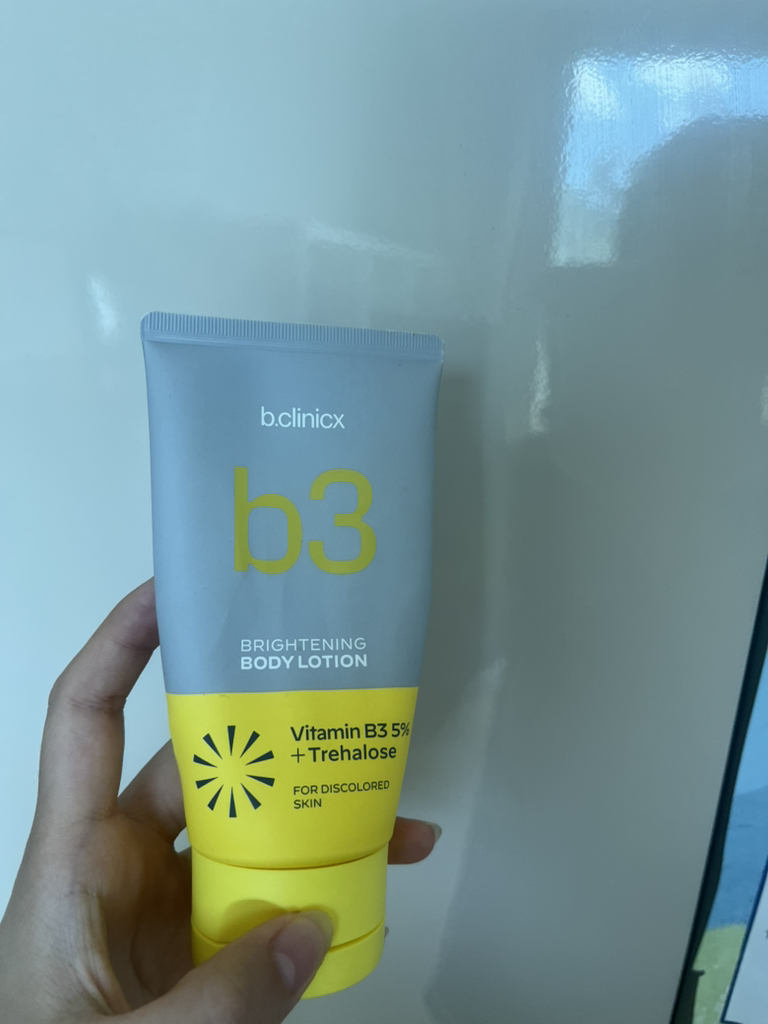 b.clinicx
b3
BRIGHTENING
BODY LOTION
Vitamin B3 5%
+Trehalose
FOR DISCOLORED
SKIN